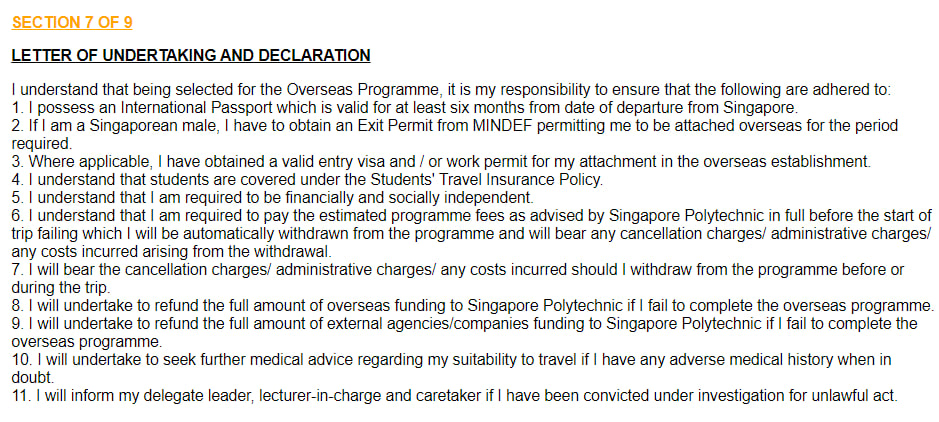 SECTION 7 OF 9
LETTER OF UNDERTAKING AND DECLARATION
I understand that being selected for the Overseas Programme, it is my responsibility to ensure that the following are adhered to:
1. I possess an International Passport which is valid for at least six months from date of departure from Singapore.
2. If I am a Singaporean male, I have to obtain an Exit Permit from MINDEF permitting me to be attached overseas for the period
required.
3. Where applicable, I have obtained a valid entry visa and / or work permit for my attachment in the overseas establishment.
4. I understand that students are covered under the Students' Travel Insurance Policy.
5. I understand that I am required to be financially and socially independent.
6. I understand that I am required to pay the estimated programme fees as advised by Singapore Polytechnic in full before the start of
trip failing which I will be automatically withdrawn from the programme and will bear any cancellation charges/ administrative charges/
any costs incurred arising from the withdrawal.
7. I will bear the cancellation charges/ administrative charges/ any costs incurred should I withdraw from the programme before or
during the trip.
8. I will undertake to refund the full amount of overseas funding to Singapore Polytechnic if I fail to complete the overseas programme.
9. I will undertake to refund the full amount of external agencies/companies funding to Singapore Polytechnic if I fail to complete the
overseas programme.
10. I will undertake to seek further medical advice regarding my suitability to travel if I have any adverse medical history when in
doubt.
11. I will inform my delegate leader, lecturer-in-charge and caretaker if I have been convicted under investigation for unlawful act.